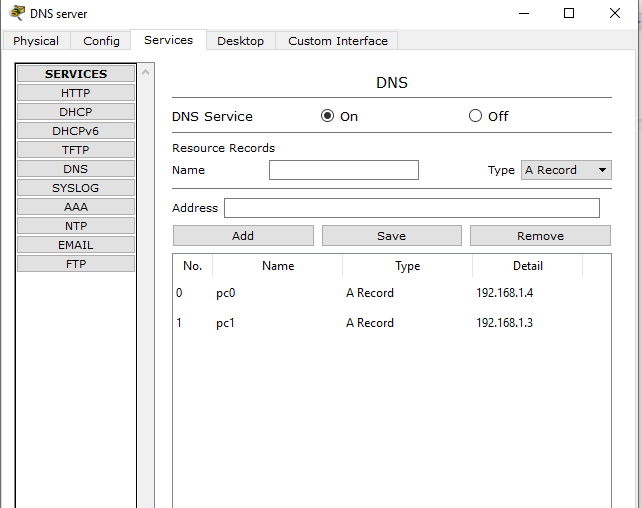 DNS server
Physical Config Services Desktop Custom Interface
SERVICES
HTTP
DHCP
DHCPv6
TFTP
DNS
SYSLOG
AAA
NTP
EMAIL
FTP
DNS
DNS Service On Off
Resource Records
Name Type A Record
Address
Add Save Remove
No. Name Type Detail
0 pc0 A Record 192.168.1.4
1 pc1 A Record 192.168.1.3